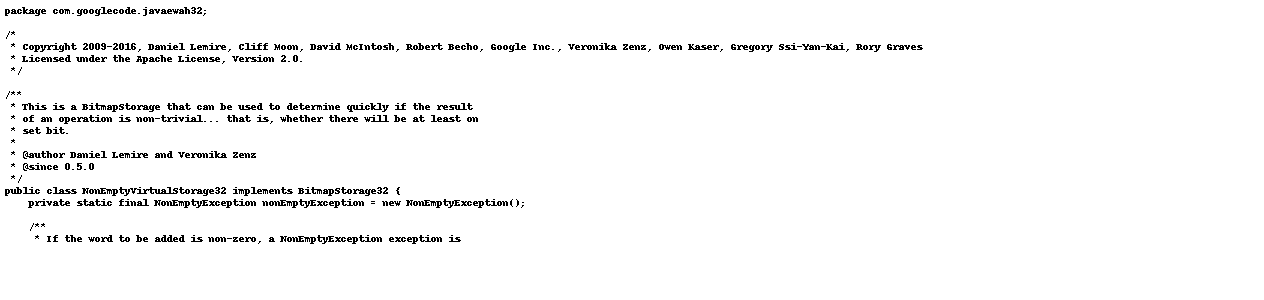 package com.googlecode.javaewah32;

/*
 * Copyright 2009-2016, Daniel Lemire, Cliff Moon, David McIntosh, Robert Becho, Google Inc., Veronika Zenz, Owen Kaser, Gregory Ssi-Yan-Kai, Rory Graves
 * Licensed under the Apache License, Version 2.0.
 */

/**
 * This is a BitmapStorage that can be used to determine quickly if the result
 * of an operation is non-trivial... that is, whether there will be at least on
 * set bit.
 *
 * @author Daniel Lemire and Veronika Zenz
 * @since 0.5.0
 */
public class NonEmptyVirtualStorage32 implements BitmapStorage32 {
    private static final NonEmptyException nonEmptyException = new NonEmptyException();

    /**
     * If the word to be added is non-zero, a NonEmptyException exception is